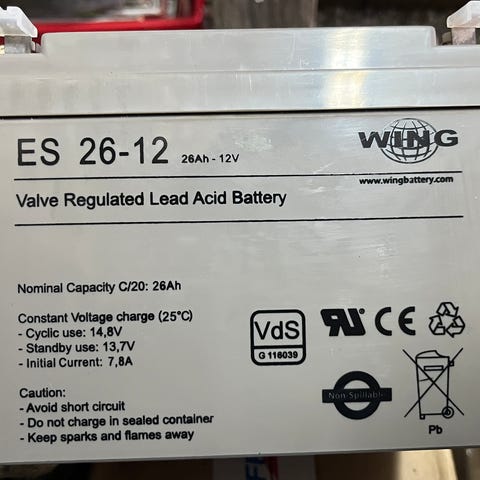 ES 26-12 26Ah - 12V
WING
www.wingbattery.com
Valve Regulated Lead Acid Battery
Nominal Capacity C/20: 26Ah
Constant Voltage charge (25°C)
- Cyclic use: 14,8V
- Standby use: 13,7V
- Initial Current: 7,8A
VdS
G 116039
CE
Caution:
- Avoid short circuit
- Do not charge in sealed container
- Keep sparks and flames away
Non-Spillable
Pb